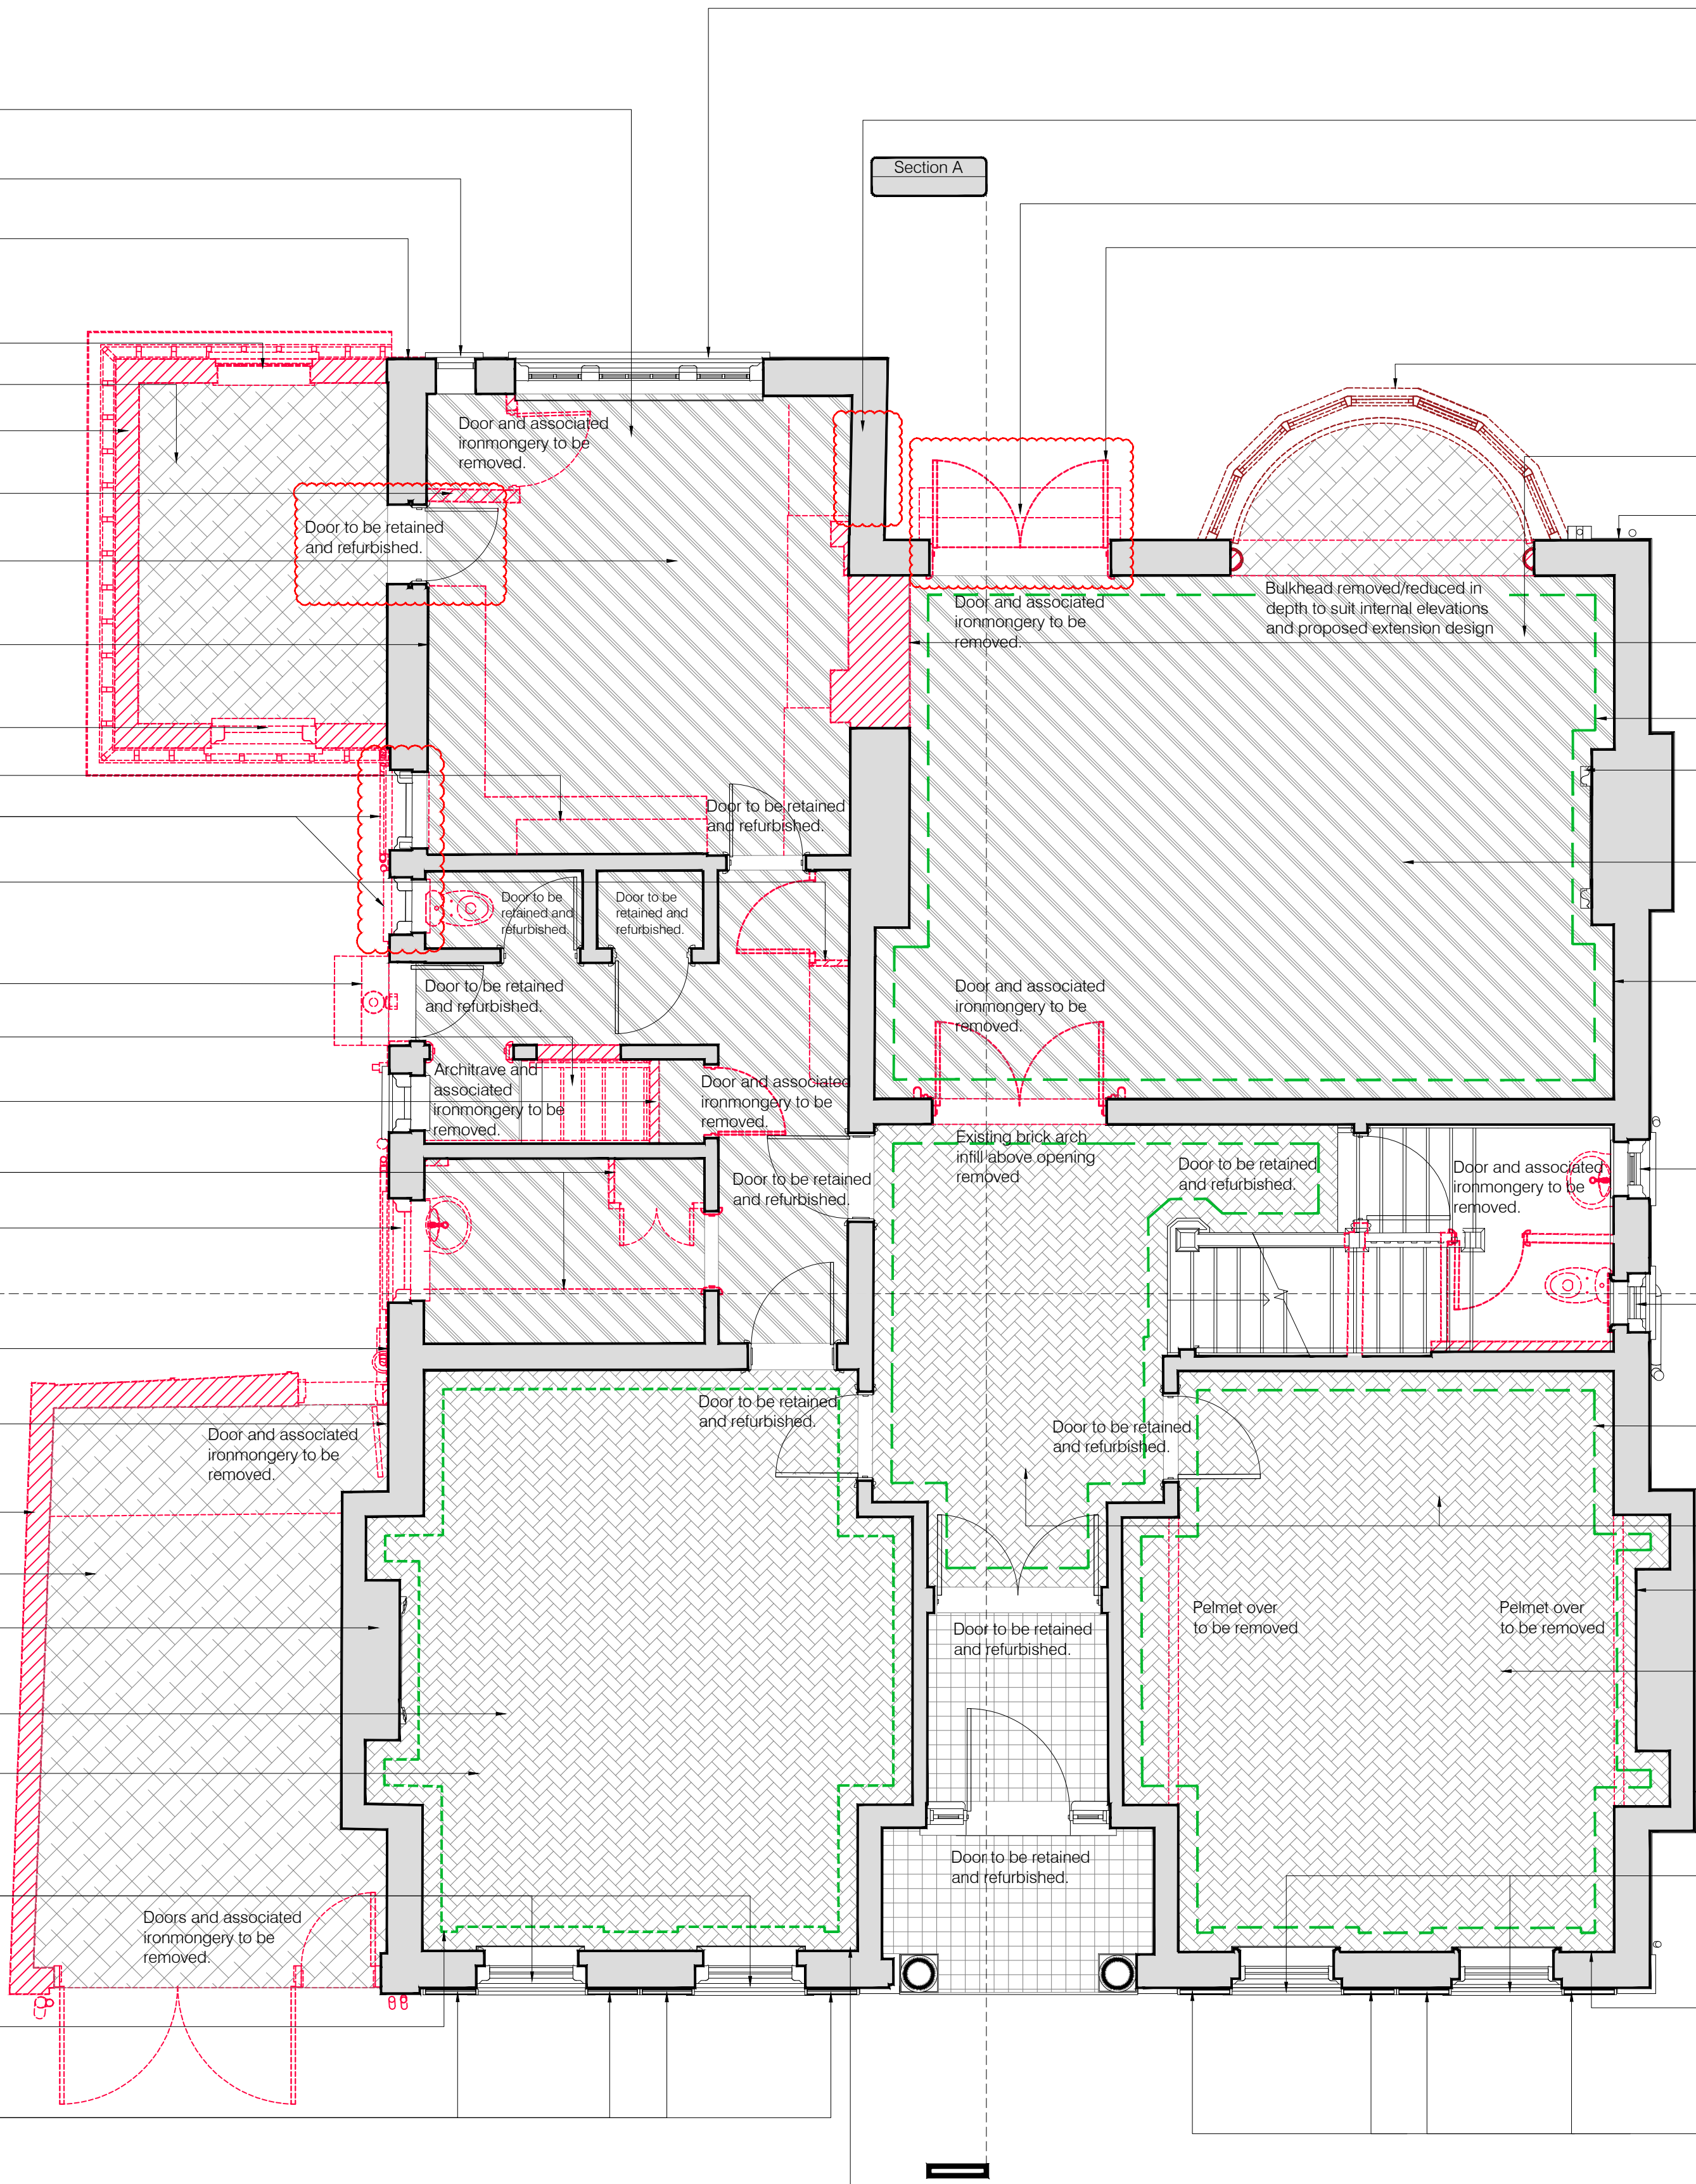 Section A
Door and associated
ironmongery to be
removed.
Door to be retained
and refurbished.
Bulkhead removed/reduced in
depth to suit internal elevations
and proposed extension design
Door and associated
ironmongery to be
removed.
Door to be retained
and refurbished.
Door to be
retained and
refurbished.
Door to be
retained and
refurbished.
Door to be retained
and refurbished.
Door and associated
ironmongery to be
removed.
Architrave and
associated
ironmongery to be
removed.
Door and associated
ironmongery to be
removed.
Existing brick arch
infill above opening
removed
Door to be retained
and refurbished.
Door and associated
ironmongery to be
removed.
Door to be retained
and refurbished.
Door to be retained
and refurbished.
Door to be retained
and refurbished.
Door and associated
ironmongery to be
removed.
Pelmet over
to be removed
Pelmet over
to be removed
Door to be retained
and refurbished.
Door to be retained
and refurbished.
Doors and associated
ironmongery to be
removed.